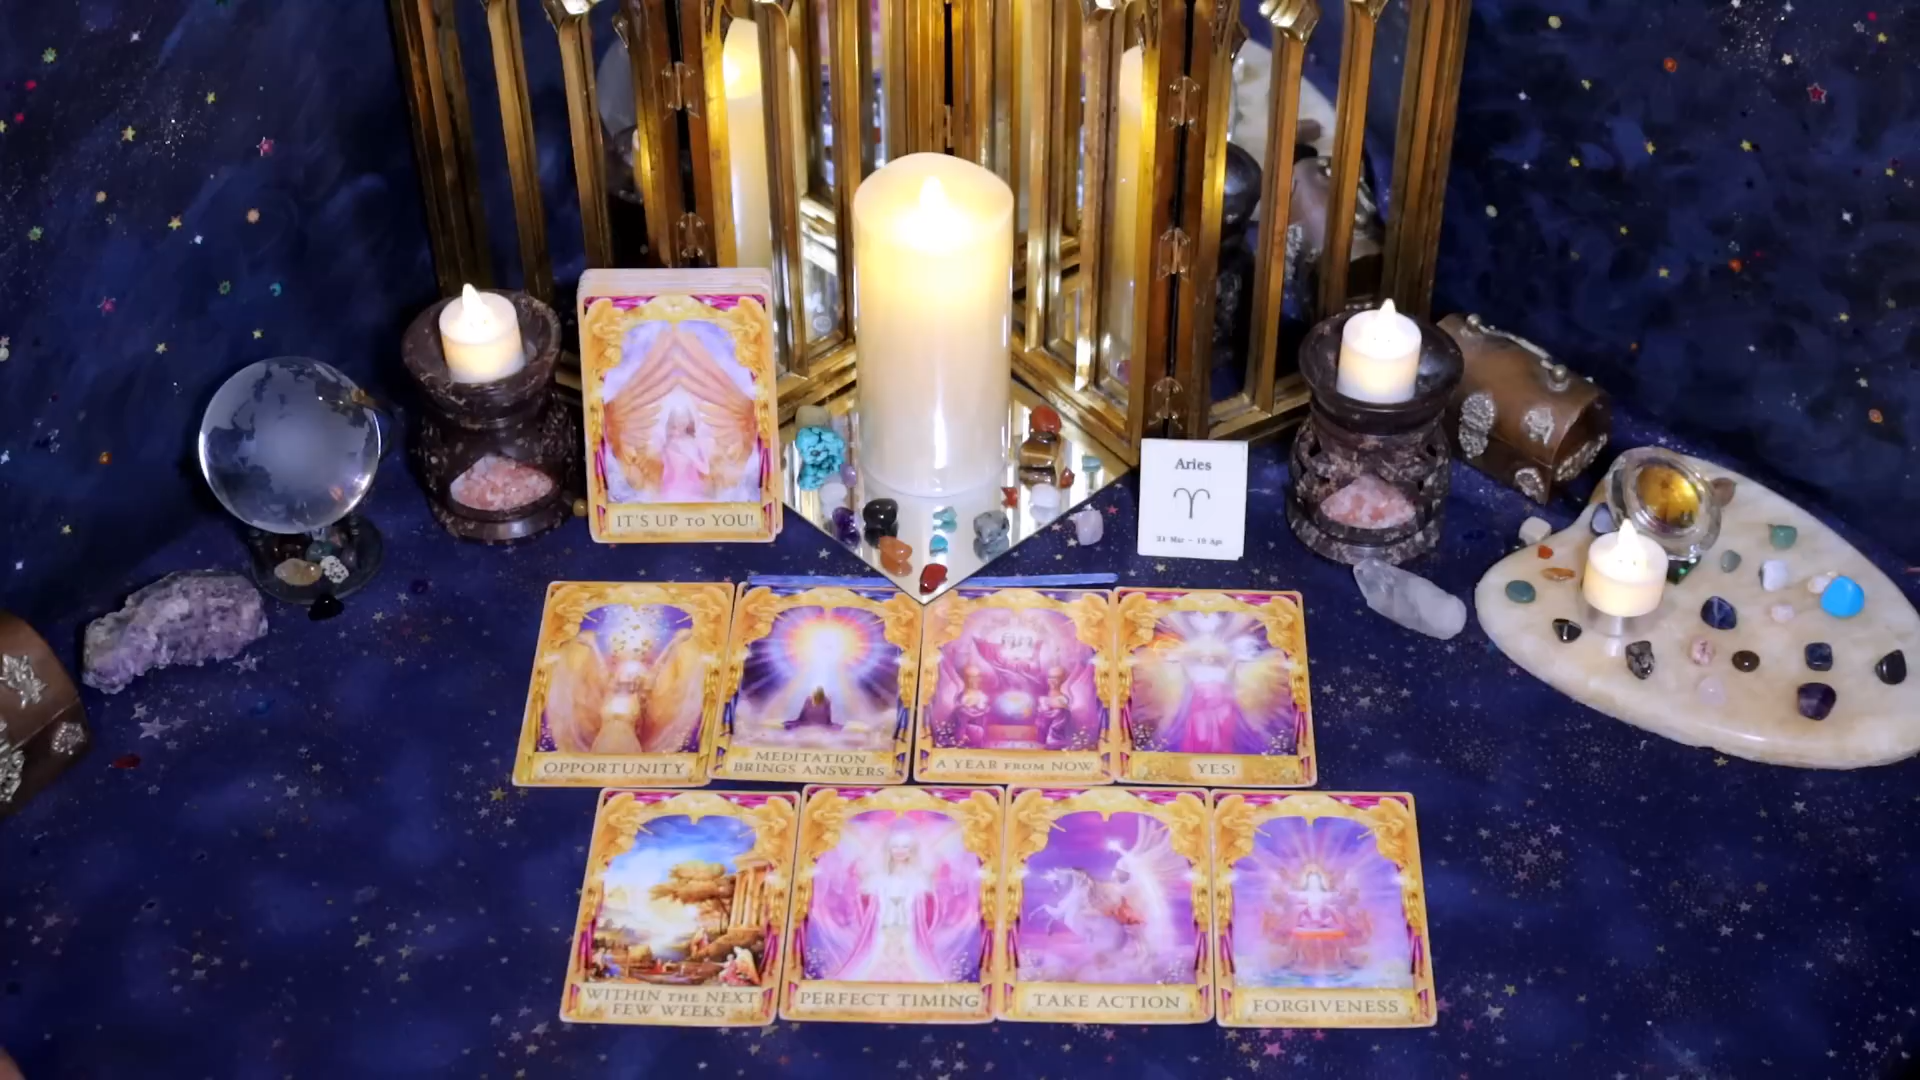 Aries
21 Mar - 19 Apr
IT'S UP TO YOU!
OPPORTUNITY
MEDITATION
BRINGS ANSWERS
A YEAR FROM NOW
YES!
WITHIN THE NEXT
FEW WEEKS
PERFECT TIMING
TAKE ACTION
FORGIVENESS